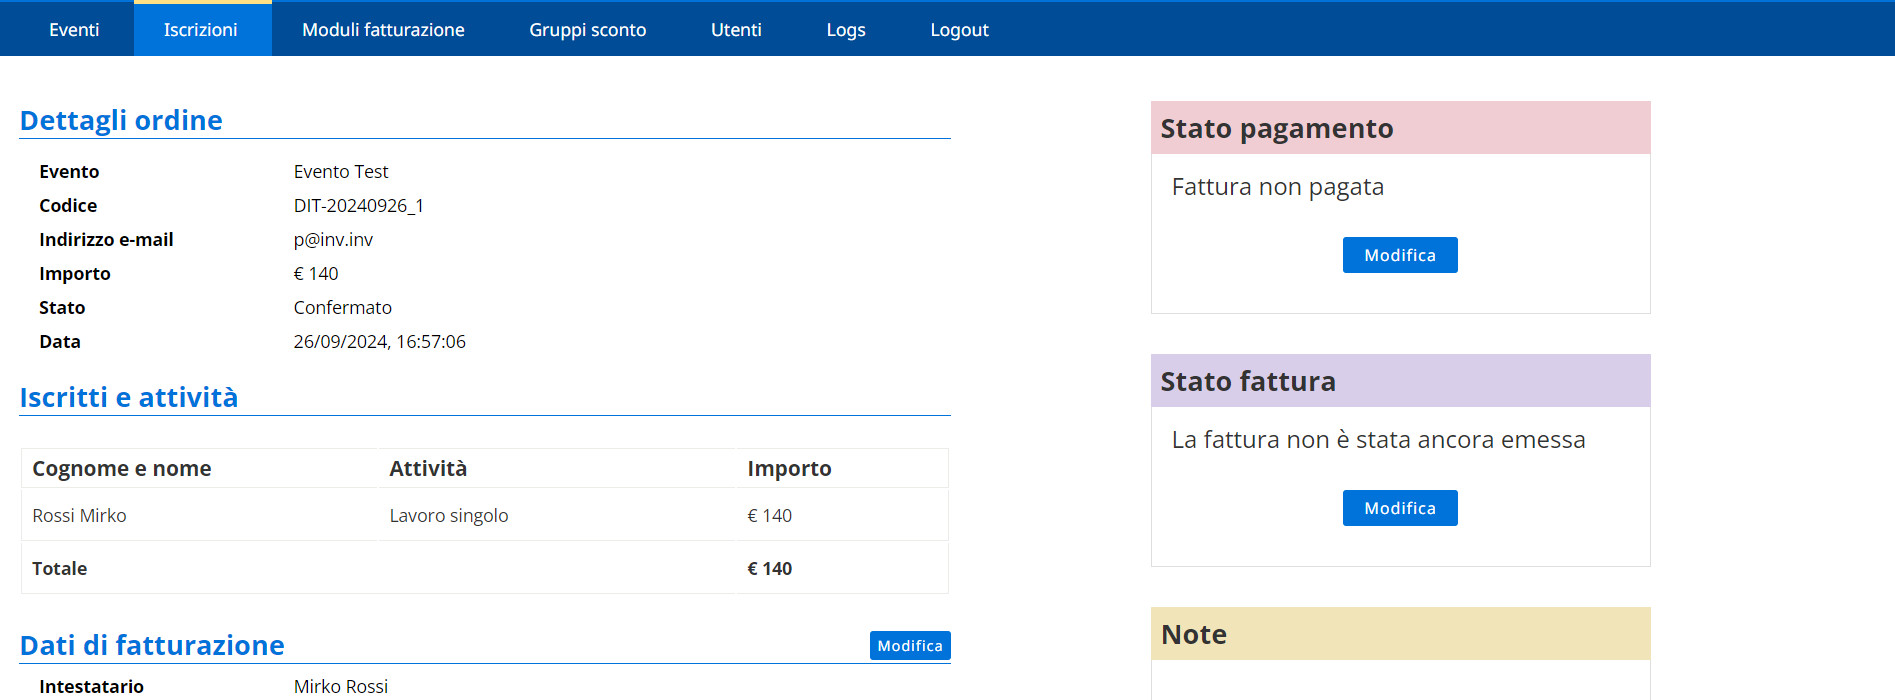 Eventi Iscrizioni Moduli fatturazione Gruppi sconto Utenti Logs Logout
Dettagli ordine
Evento Evento Test
Codice DIT-20240926_1
Indirizzo e-mail p@inv.inv
Importo € 140
Stato Confermato
Data 26/09/2024, 16:57:06
Iscritti e attività
Cognome e nome Attività Importo
Rossi Mirko Lavoro singolo € 140
Totale € 140
Dati di fatturazione Modifica
Intestatario Mirko Rossi
Stato pagamento
Fattura non pagata
Modifica
Stato fattura
La fattura non è stata ancora emessa
Modifica
Note